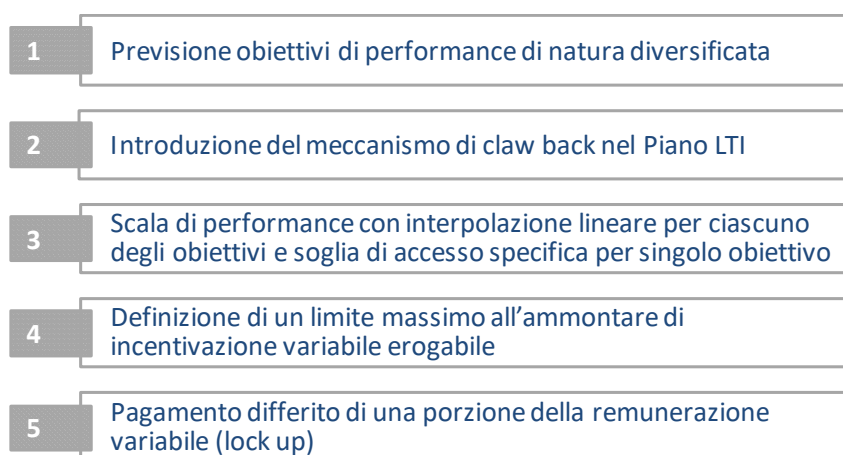 1
Previsione obiettivi di performance di natura diversificata
2
Introduzione del meccanismo di claw back nel Piano LTI
3
Scala di performance con interpolazione lineare per ciascuno
degli obiettivi e soglia di accesso specifica per singolo obiettivo
4
Definizione di un limite massimo all’ammontare di
incentivazione variabile erogabile
5
Pagamento differito di una porzione della remunerazione
variabile (lock up)